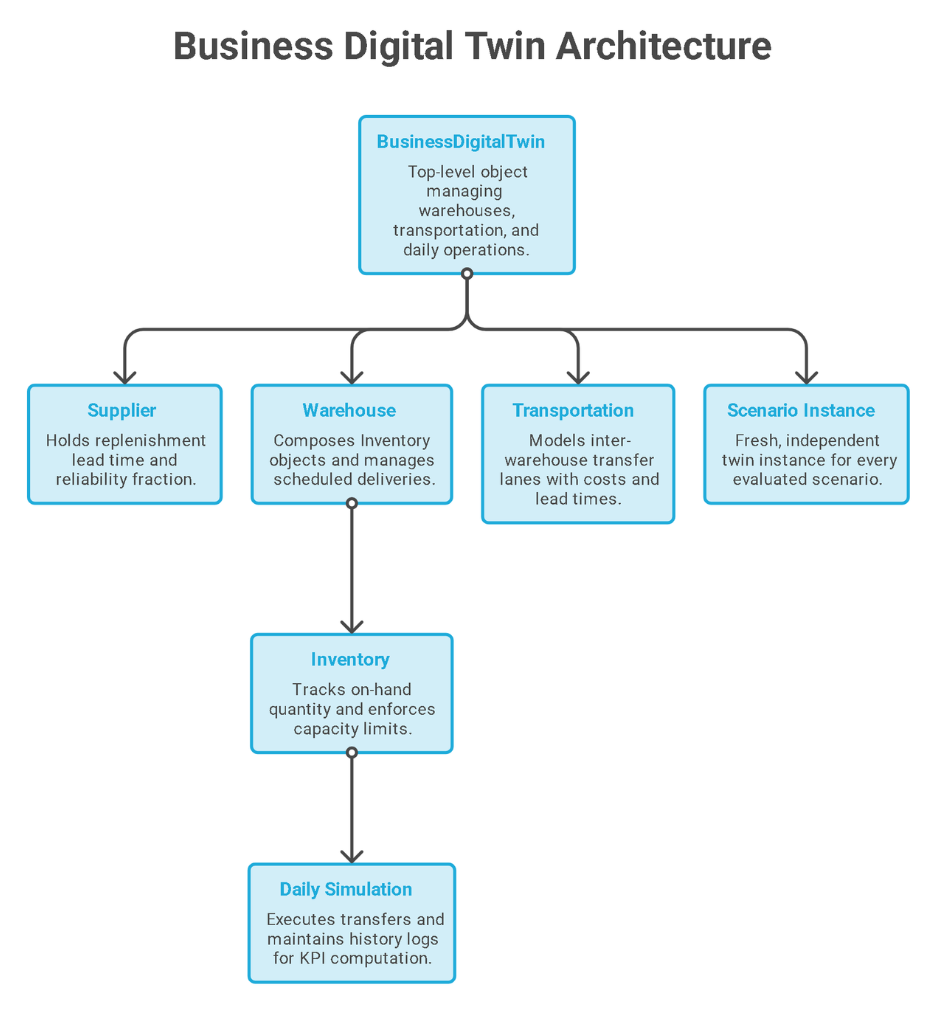 Business Digital Twin Architecture
BusinessDigitalTwin
Top-level object
managing
warehouses,
transportation, and
daily operations.
Supplier
Holds replenishment
lead time and
reliability fraction.
Warehouse
Composes Inventory
objects and manages
scheduled deliveries.
Transportation
Models inter-
warehouse transfer
lanes with costs and
lead times.
Scenario Instance
Fresh, independent
twin instance for every
evaluated scenario.
Inventory
Tracks on-hand
quantity and enforces
capacity limits.
Daily Simulation
Executes transfers and
maintains history logs
for KPI computation.